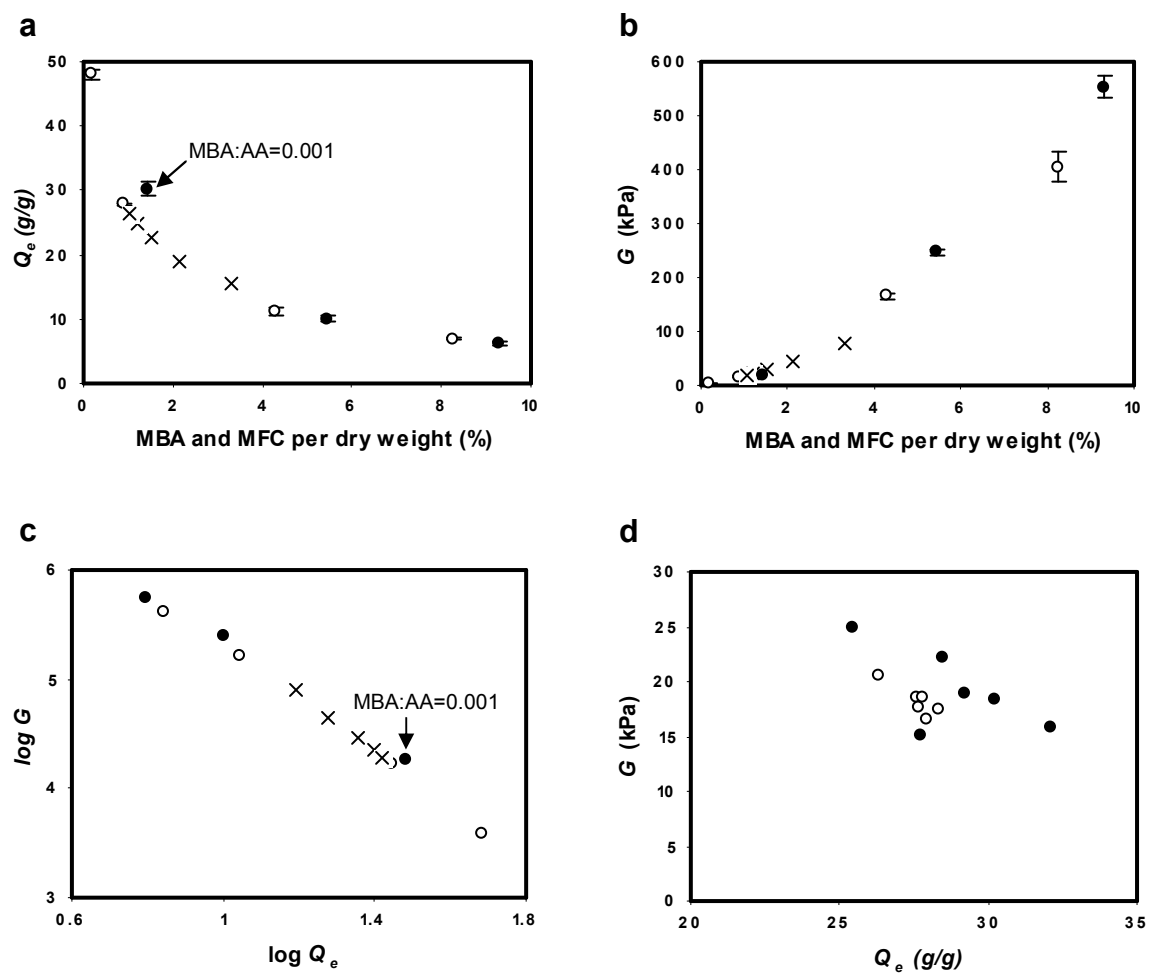 a
50
40
30
20
10
0
Q e (g/g)
MBA:AA=0.001
0 2 4 6 8 10
MBA and MFC per dry weight (%)
b
600
500
400
300
200
100
0
G (kPa)
0 2 4 6 8 10
MBA and MFC per dry weight (%)
c
6
5
4
3
log G
MBA:AA=0.001
0.6 1 1.4 1.8
log Q e
d
30
25
20
15
10
5
0
G (kPa)
20 25 30 35
Q e (g/g)